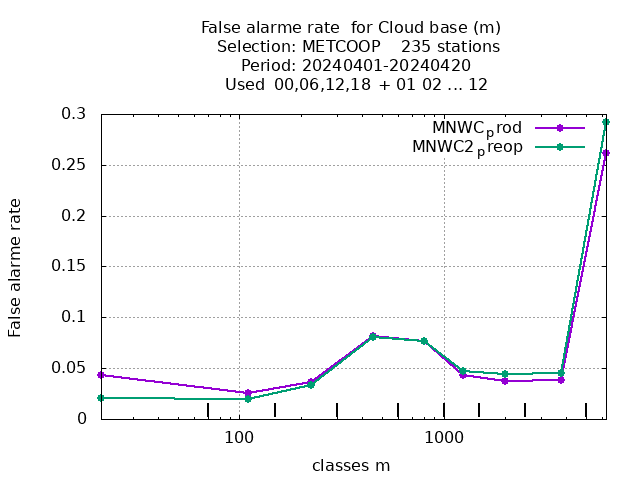 False alarme rate  for Cloud base (m)
Selection: METCOOP    235 stations
Period: 20240401-20240420
Used  00,06,12,18 + 01 02 ... 12
MNWCprod
MNWC2preop
0.3
0.25
0.2
0.15
0.1
0.05
0
False alarme rate
100 1000
classes m